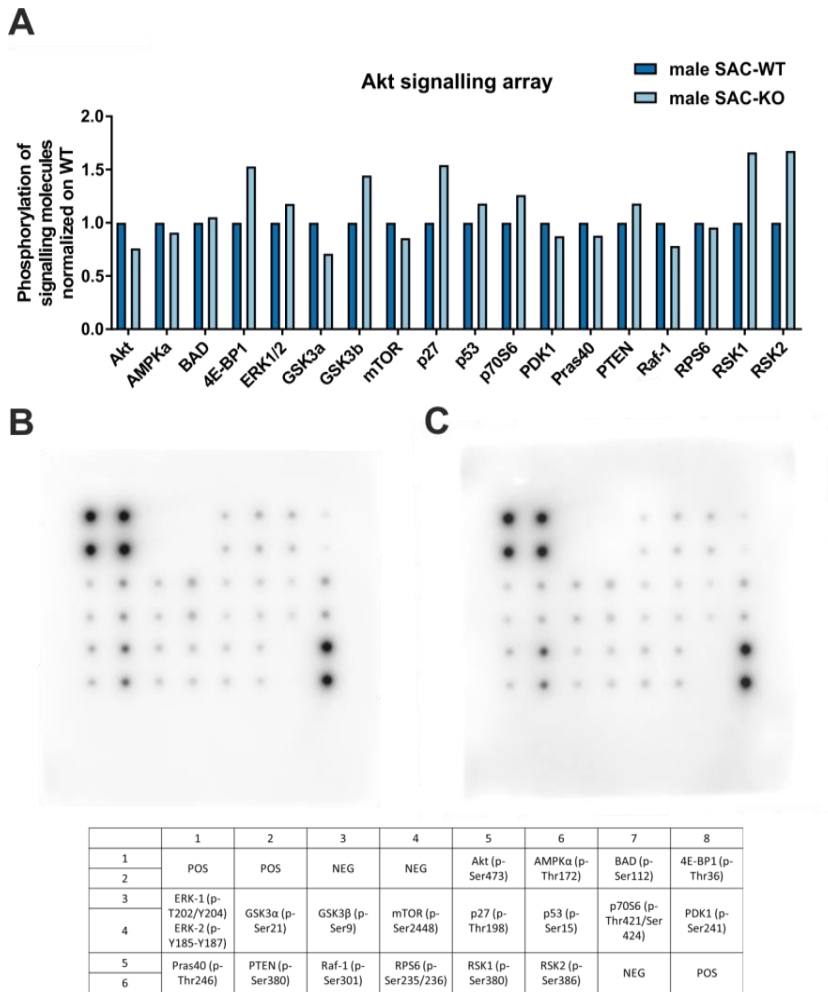 A
Akt signalling array
male SAC-WT
male SAC-KO
Phosphorylation of
signalling molecules
normalized on WT
2.0
1.5
1.0
0.5
0.0
Akt
AMPKa
BAD
4E-BP1
ERK1/2
GSK3a
GSK3b
mTOR
p27
p53
p70S6
PDK1
Pras40
PTEN
Raf-1
RPS6
RSK1
RSK2
B
C
1 2 3 4 5 6 7 8
1
2
POS
POS
NEG
NEG
Akt (p-
Ser473)
AMPKα (p-
Thr172)
BAD (p-
Ser112)
4E-BP1 (p-
Thr36)
3
4
ERK-1 (p-
T202/Y204)
ERK-2 (p-
Y185-Y187)
GSK3α (p-
Ser21)
GSK3β (p-
Ser9)
mTOR (p-
Ser2448)
p27 (p-
Thr198)
p53 (p-
Ser15)
p70S6 (p-
Thr421/Ser
424)
PDK1 (p-
Ser241)
5
6
Pras40 (p-
Thr246)
PTEN (p-
Ser380)
Raf-1 (p-
Ser301)
RPS6 (p-
Ser235/236)
RSK1 (p-
Ser380)
RSK2 (p-
Ser386)
NEG
POS